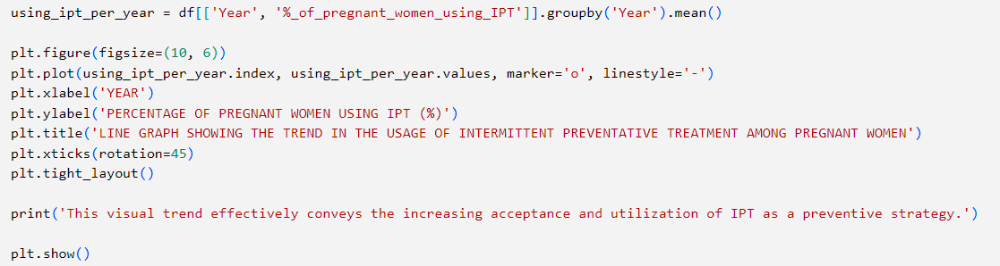 using_ipt_per_year = df[['Year', '%_of_pregnant_women_using_IPT']].groupby('Year').mean()
plt.figure(figsize=(10, 6))
plt.plot(using_ipt_per_year.index, using_ipt_per_year.values, marker='o', linestyle='-')
plt.xlabel('YEAR')
plt.ylabel('PERCENTAGE OF PREGNANT WOMEN USING IPT (%)')
plt.title('LINE GRAPH SHOWING THE TREND IN THE USAGE OF INTERMITTENT PREVENTATIVE TREATMENT AMONG PREGNANT WOMEN')
plt.xticks(rotation=45)
plt.tight_layout()
print('This visual trend effectively conveys the increasing acceptance and utilization of IPT as a preventive strategy.')
plt.show()